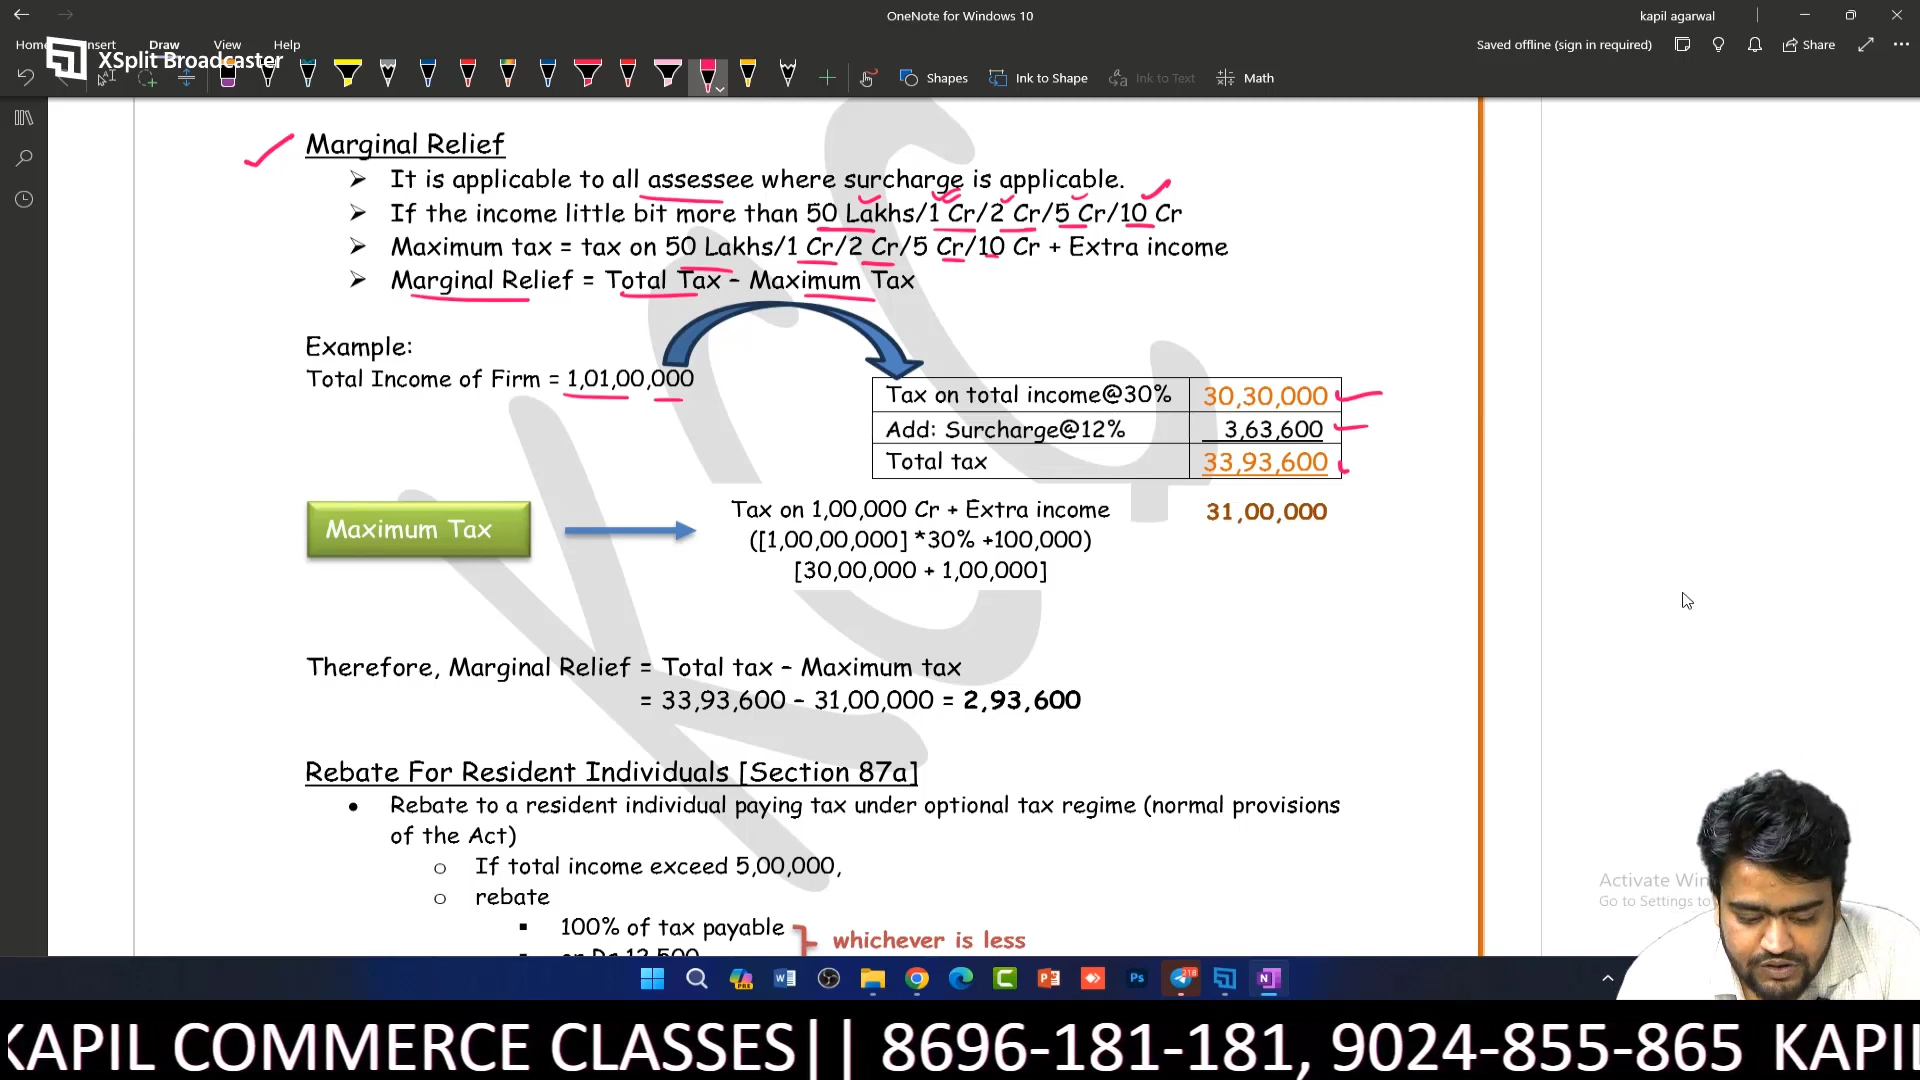 OneNote for Windows 10
kapil agarwal
Draw
View
Help
XSplit Broadcaster
Saved offline (sign in required)
Share
Shapes
Ink to Shape
Ink to Text
Math
Marginal Relief
➢ It is applicable to all assessee where surcharge is applicable.
➢ If the income little bit more than 50 Lakhs/1 Cr/2 Cr/5 Cr/10 Cr
➢ Maximum tax = tax on 50 Lakhs/1 Cr/2 Cr/5 Cr/10 Cr + Extra income
➢ Marginal Relief = Total Tax – Maximum Tax
Example:
Total Income of Firm = 1,01,00,000
Tax on total income@30% 30,30,000
Add: Surcharge@12% 3,63,600
Total tax 33,93,600
Maximum Tax
Tax on 1,00,000 Cr + Extra income 31,00,000
([1,00,00,000] *30% +100,000)
[30,00,000 + 1,00,000]
Therefore, Marginal Relief = Total tax – Maximum tax
= 33,93,600 – 31,00,000 = 2,93,600
Rebate For Resident Individuals [Section 87a]
• Rebate to a resident individual paying tax under optional tax regime (normal provisions
of the Act)
o If total income exceed 5,00,000,
o rebate
▪ 100% of tax payable
whichever is less
KAPIL COMMERCE CLASSES|| 8696-181-181, 9024-855-865 KAPI